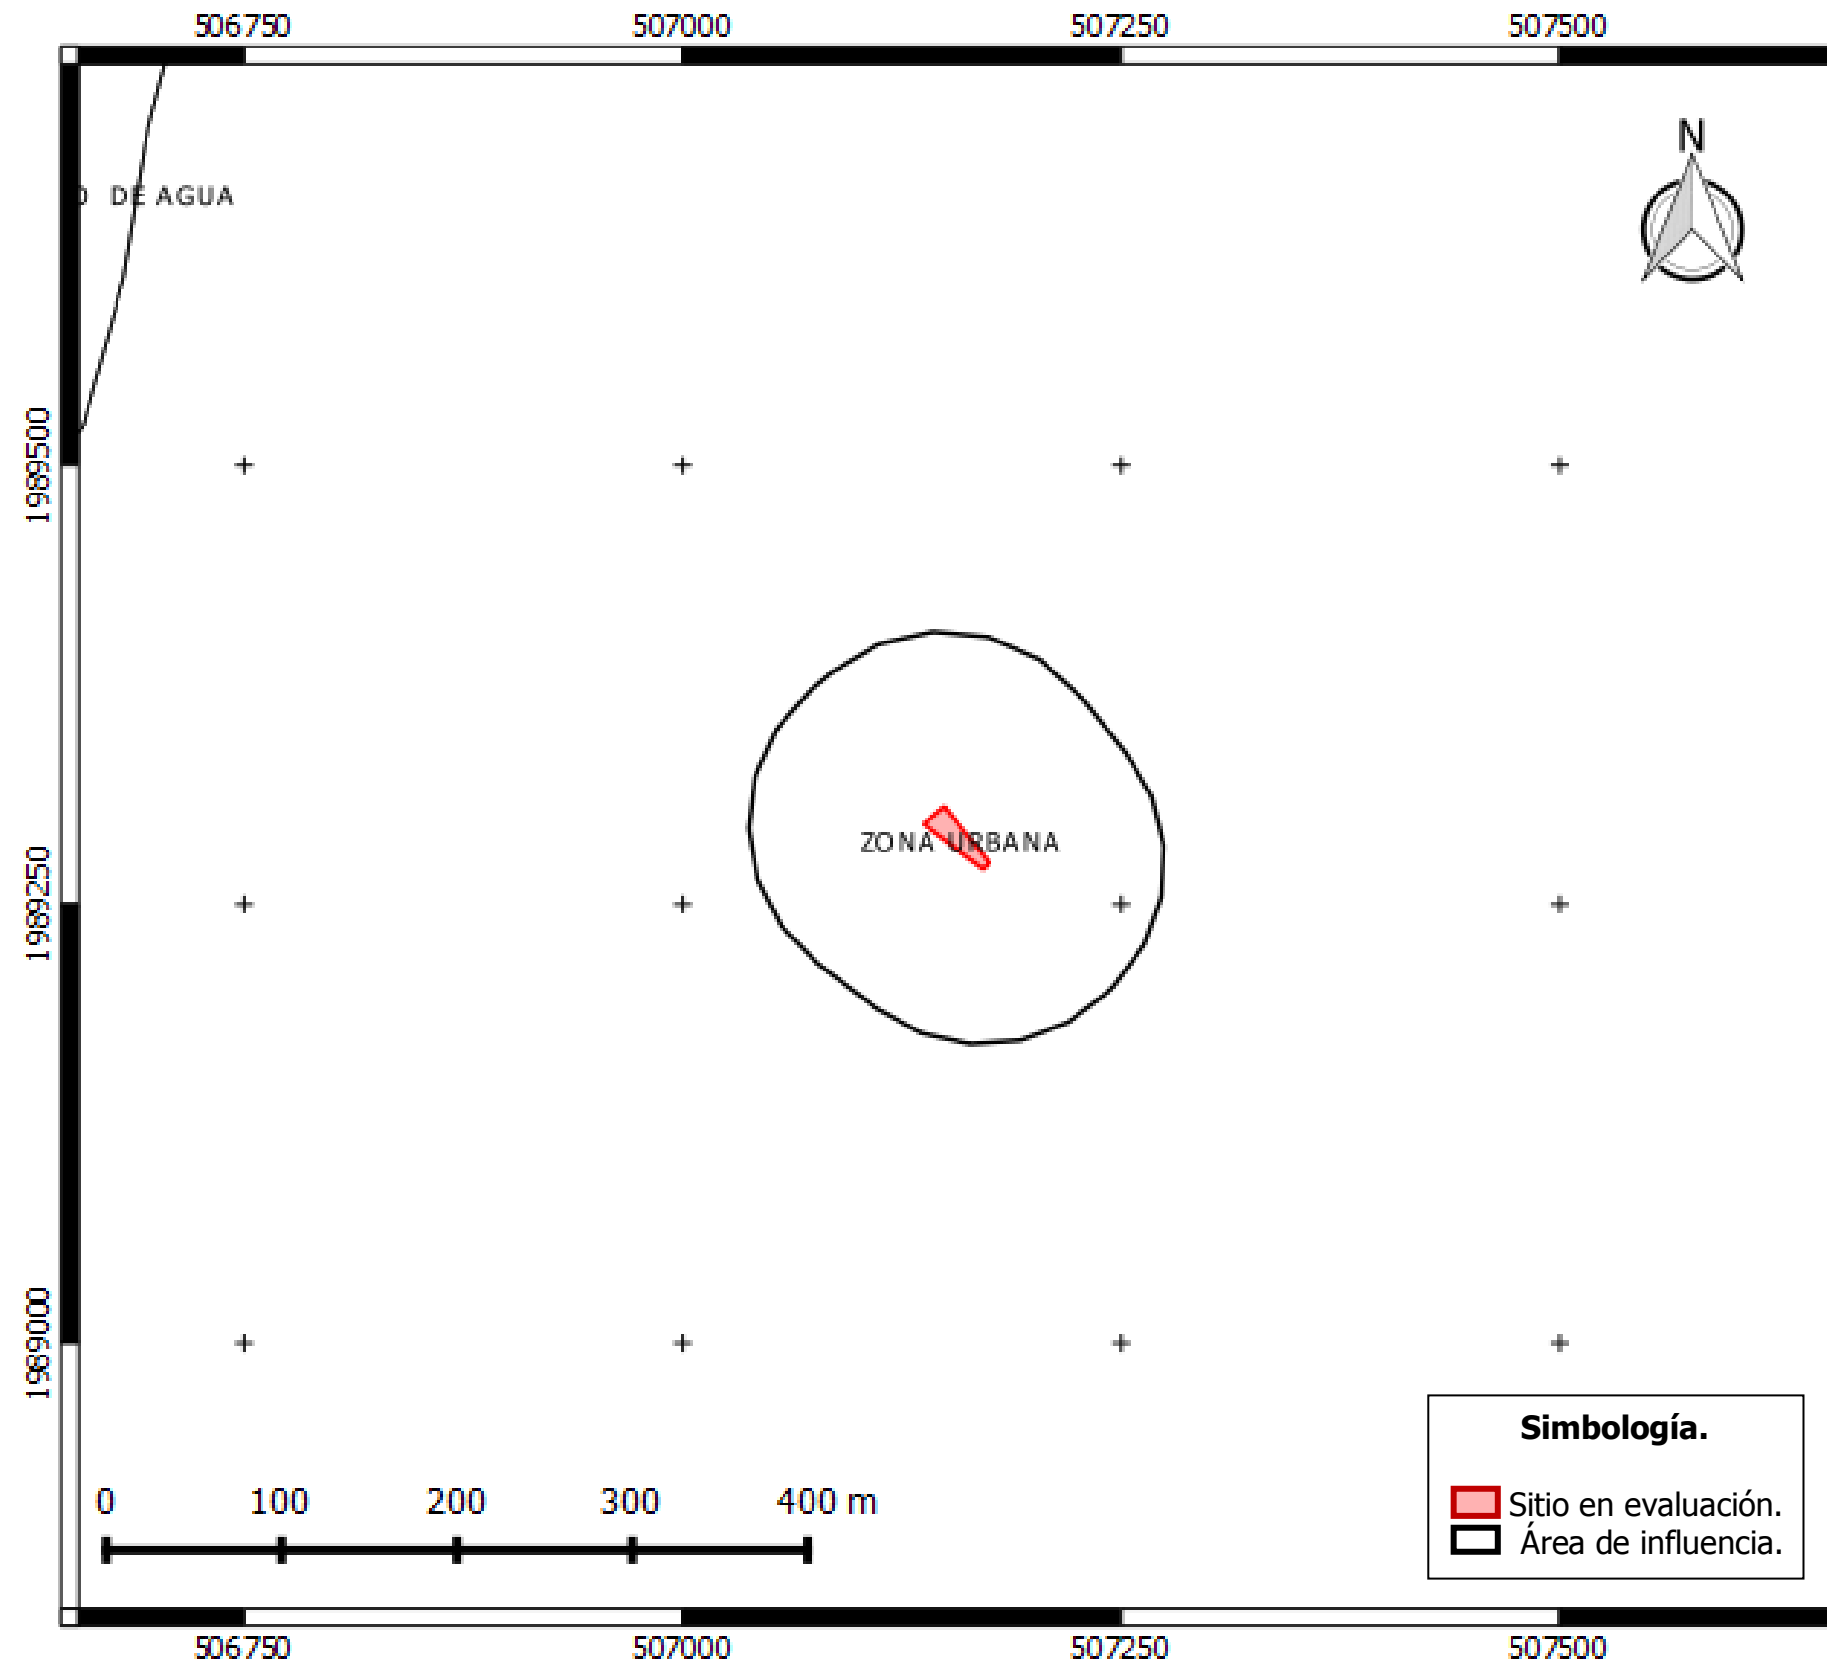 506750 507000 507250 507500
N
DE AGUA
1989500
ZONA URBANA
1989250
1989000
Simbología.
0 100 200 300 400 m
Sitio en evaluación.
Área de influencia.
506750 507000 507250 507500